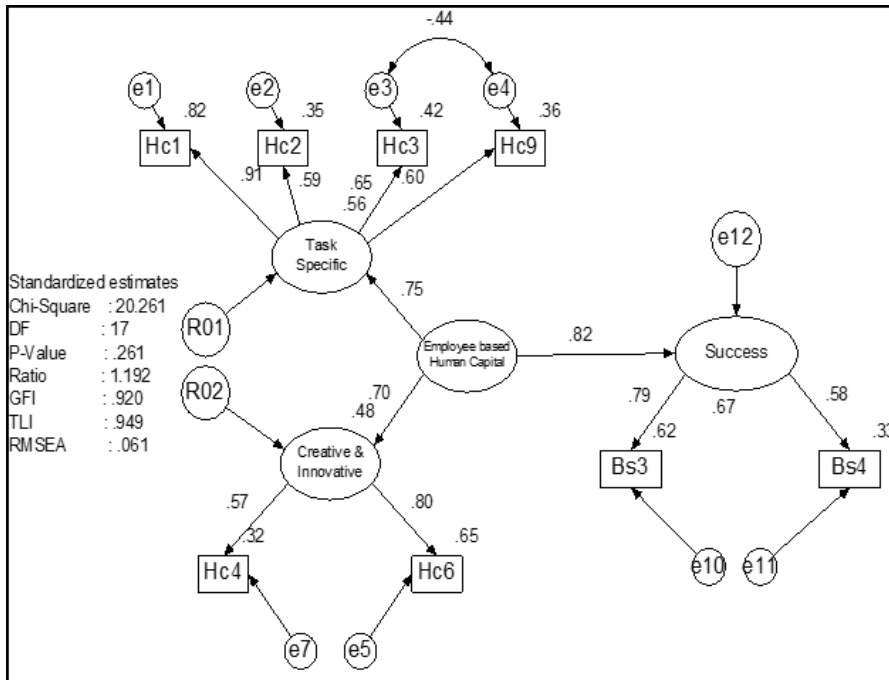 -.44
e1
e2
e3
e4
.82
.35
.42
.36
Hc1
Hc2
Hc3
Hc9
.91
.59
.65
.60
.56
Task
Specific
e12
Standardized estimates
Chi-Square : 20.261
DF : 17
P-Value : .261
Ratio : 1.192
GFI : .920
TLI : .949
RMSEA : .061
R01
R02
.75
Employee based
Human Capital
.82
Success
.70
.48
Creative &
Innovative
.79
.67
.58
.62
.33
Bs3
Bs4
.57
.80
.32
.65
Hc4
Hc6
e10
e11
e7
e5